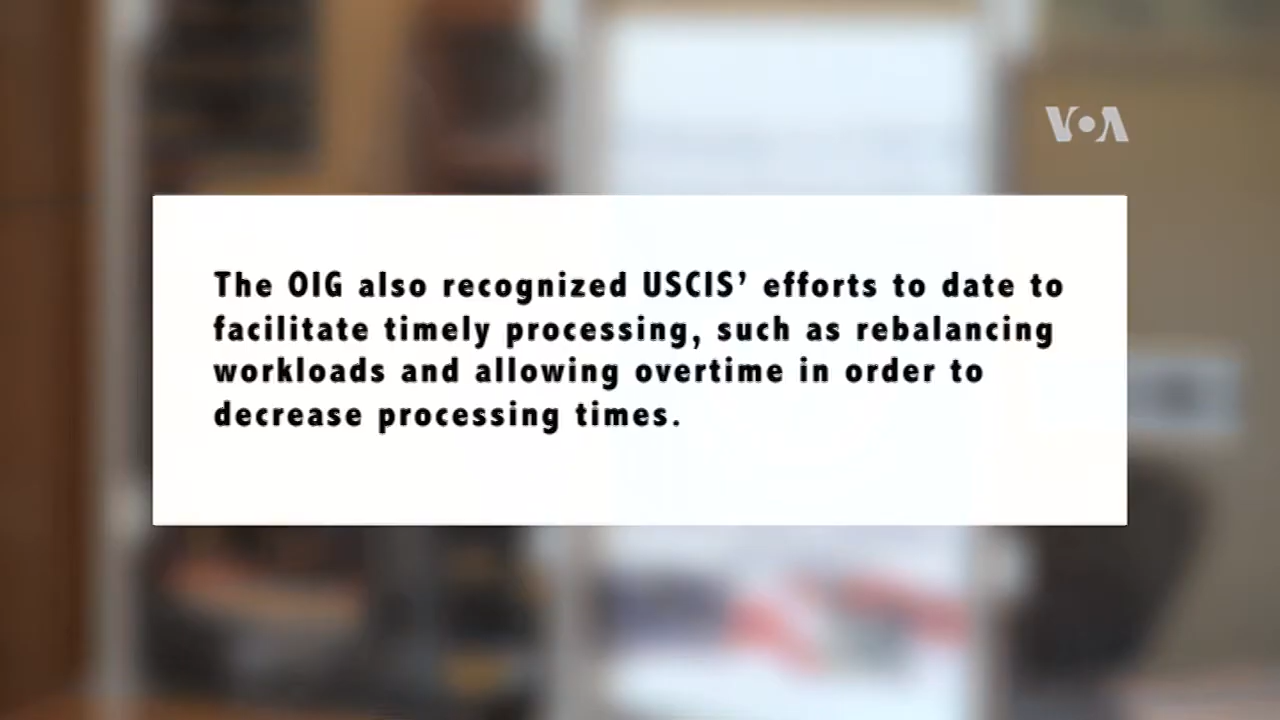 VOA
The OIG also recognized USCIS’ efforts to date to
facilitate timely processing, such as rebalancing
workloads and allowing overtime in order to
decrease processing times.